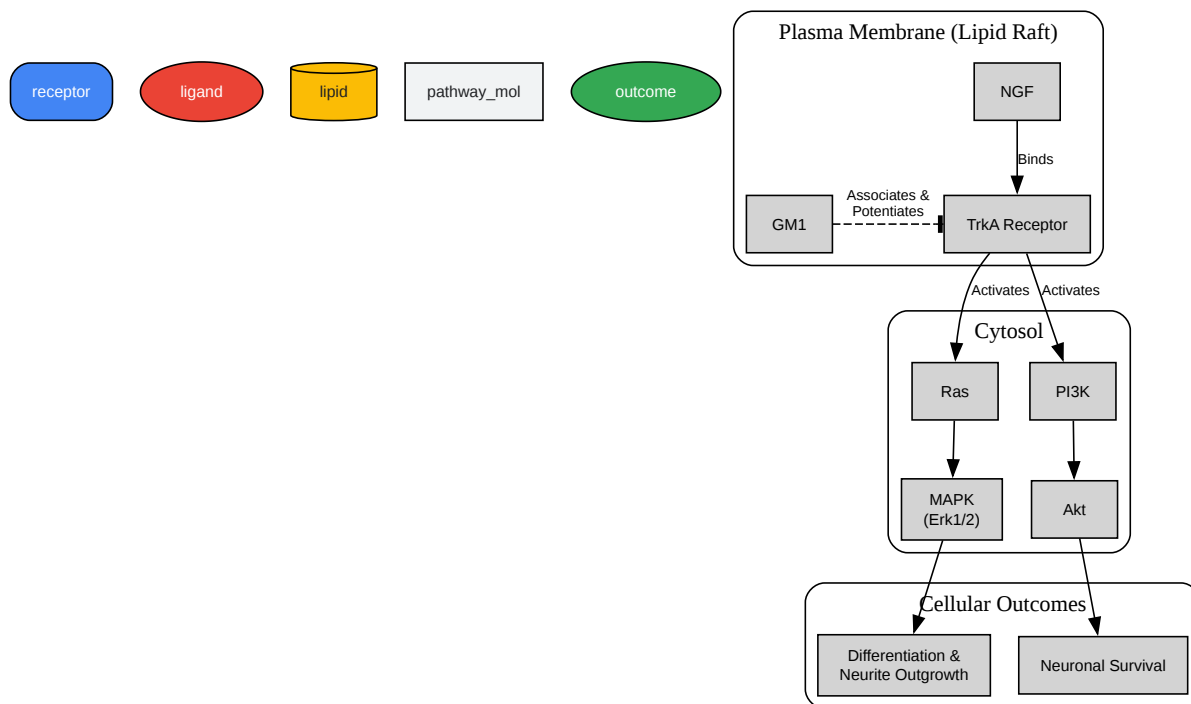 Plasma Membrane (Lipid Raft)
receptor
ligand
lipid
pathway_mol
outcome
NGF
Binds
Associates &
Potentiates
GM1
TrkA Receptor
Activates
Activates
Cytosol
Ras
PI3K
MAPK
(Erk1/2)
Akt
Cellular Outcomes
Differentiation &
Neurite Outgrowth
Neuronal Survival